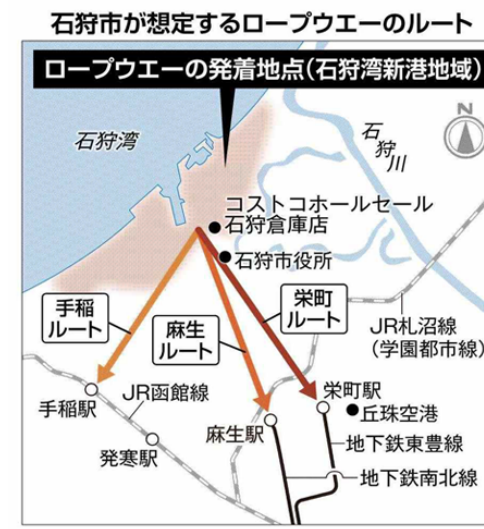 石狩市が想定するロープウエーのルート
ロープウエーの発着地点(石狩湾新港地域)
N
石狩湾
石狩川
コストコホールセール
石狩倉庫店
石狩市役所
手稲
ルート
麻生
ルート
栄町
ルート
JR札沼線
(学園都市線)
手稲駅
JR函館線
発寒駅
麻生駅
栄町駅
丘珠空港
地下鉄東豊線
地下鉄南北線